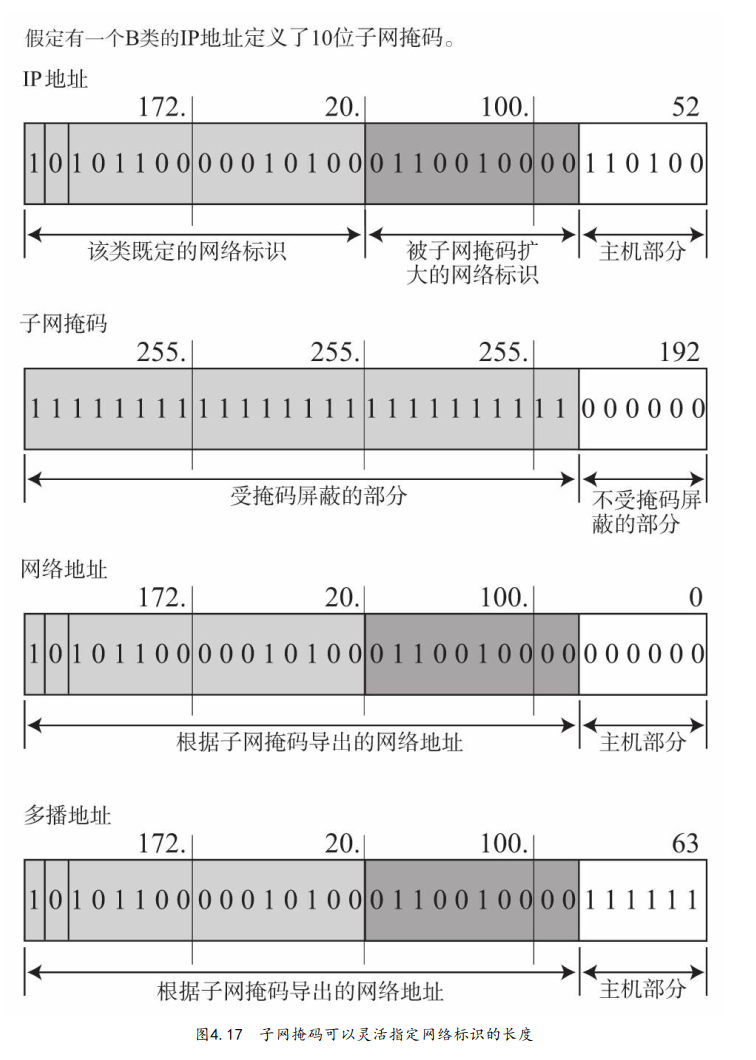 假定有一个B类的IP地址定义了10位子网掩码。
IP地址
172. 20. 100. 52
1 0 1 0 1 1 0 0 0 0 0 1 0 1 0 0 0 1 1 0 0 1 0 0 0 0 1 1 0 1 0 0
该类既定的网络标识 被子网掩码扩 主机部分
大的网络标识
子网掩码
255. 255. 255. 192
1 1 1 1 1 1 1 1 1 1 1 1 1 1 1 1 1 1 1 1 1 1 1 1 1 1 0 0 0 0 0 0
受掩码屏蔽的部分 不受掩码屏
蔽的部分
网络地址
172. 20. 100. 0
1 0 1 0 1 1 0 0 0 0 0 1 0 1 0 0 0 1 1 0 0 1 0 0 0 0 0 0 0 0 0 0
根据子网掩码导出的网络地址 主机部分
多播地址
172. 20. 100. 63
1 0 1 0 1 1 0 0 0 0 0 1 0 1 0 0 0 1 1 0 0 1 0 0 0 0 1 1 1 1 1 1
根据子网掩码导出的网络地址 主机部分
图4.17 子网掩码可以灵活指定网络标识的长度